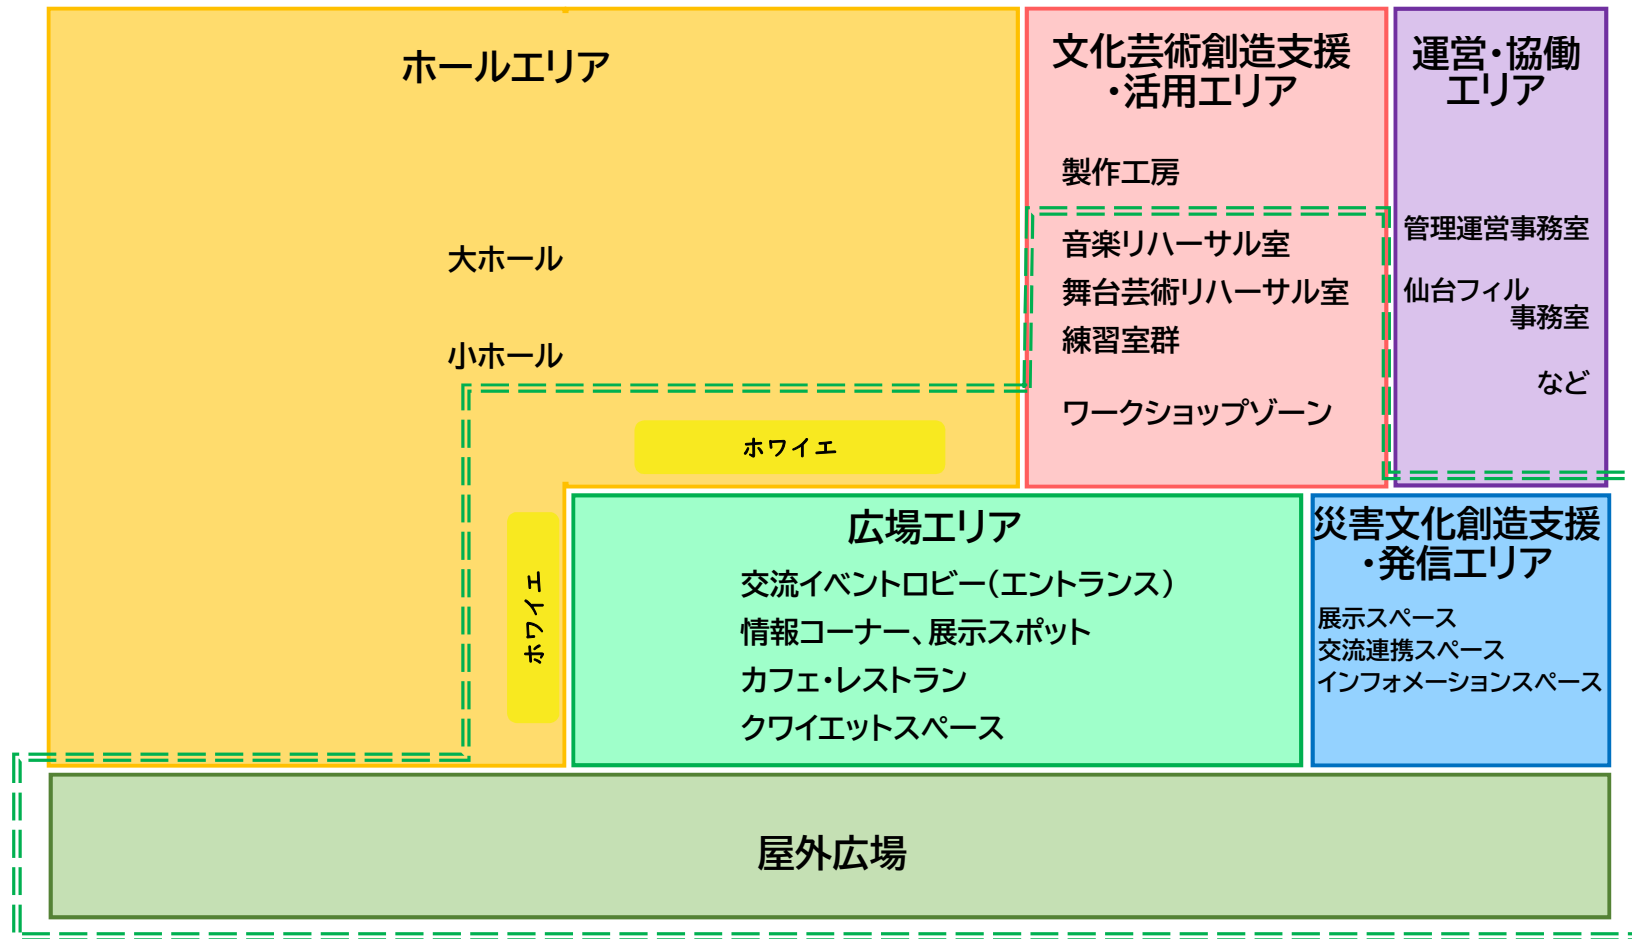 ホールエリア
大ホール
小ホール
ホワイエ
ホワイエ
文化芸術創造支援
・活用エリア
製作工房
音楽リハーサル室
舞台芸術リハーサル室
練習室群
ワークショップゾーン
運営・協働
エリア
管理運営事務室
仙台フィル
事務室
など
広場エリア
交流イベントロビー(エントランス)
情報コーナー、展示スポット
カフェ・レストラン
クワイエットスペース
災害文化創造支援
・発信エリア
展示スペース
交流連携スペース
インフォメーションスペース
屋外広場